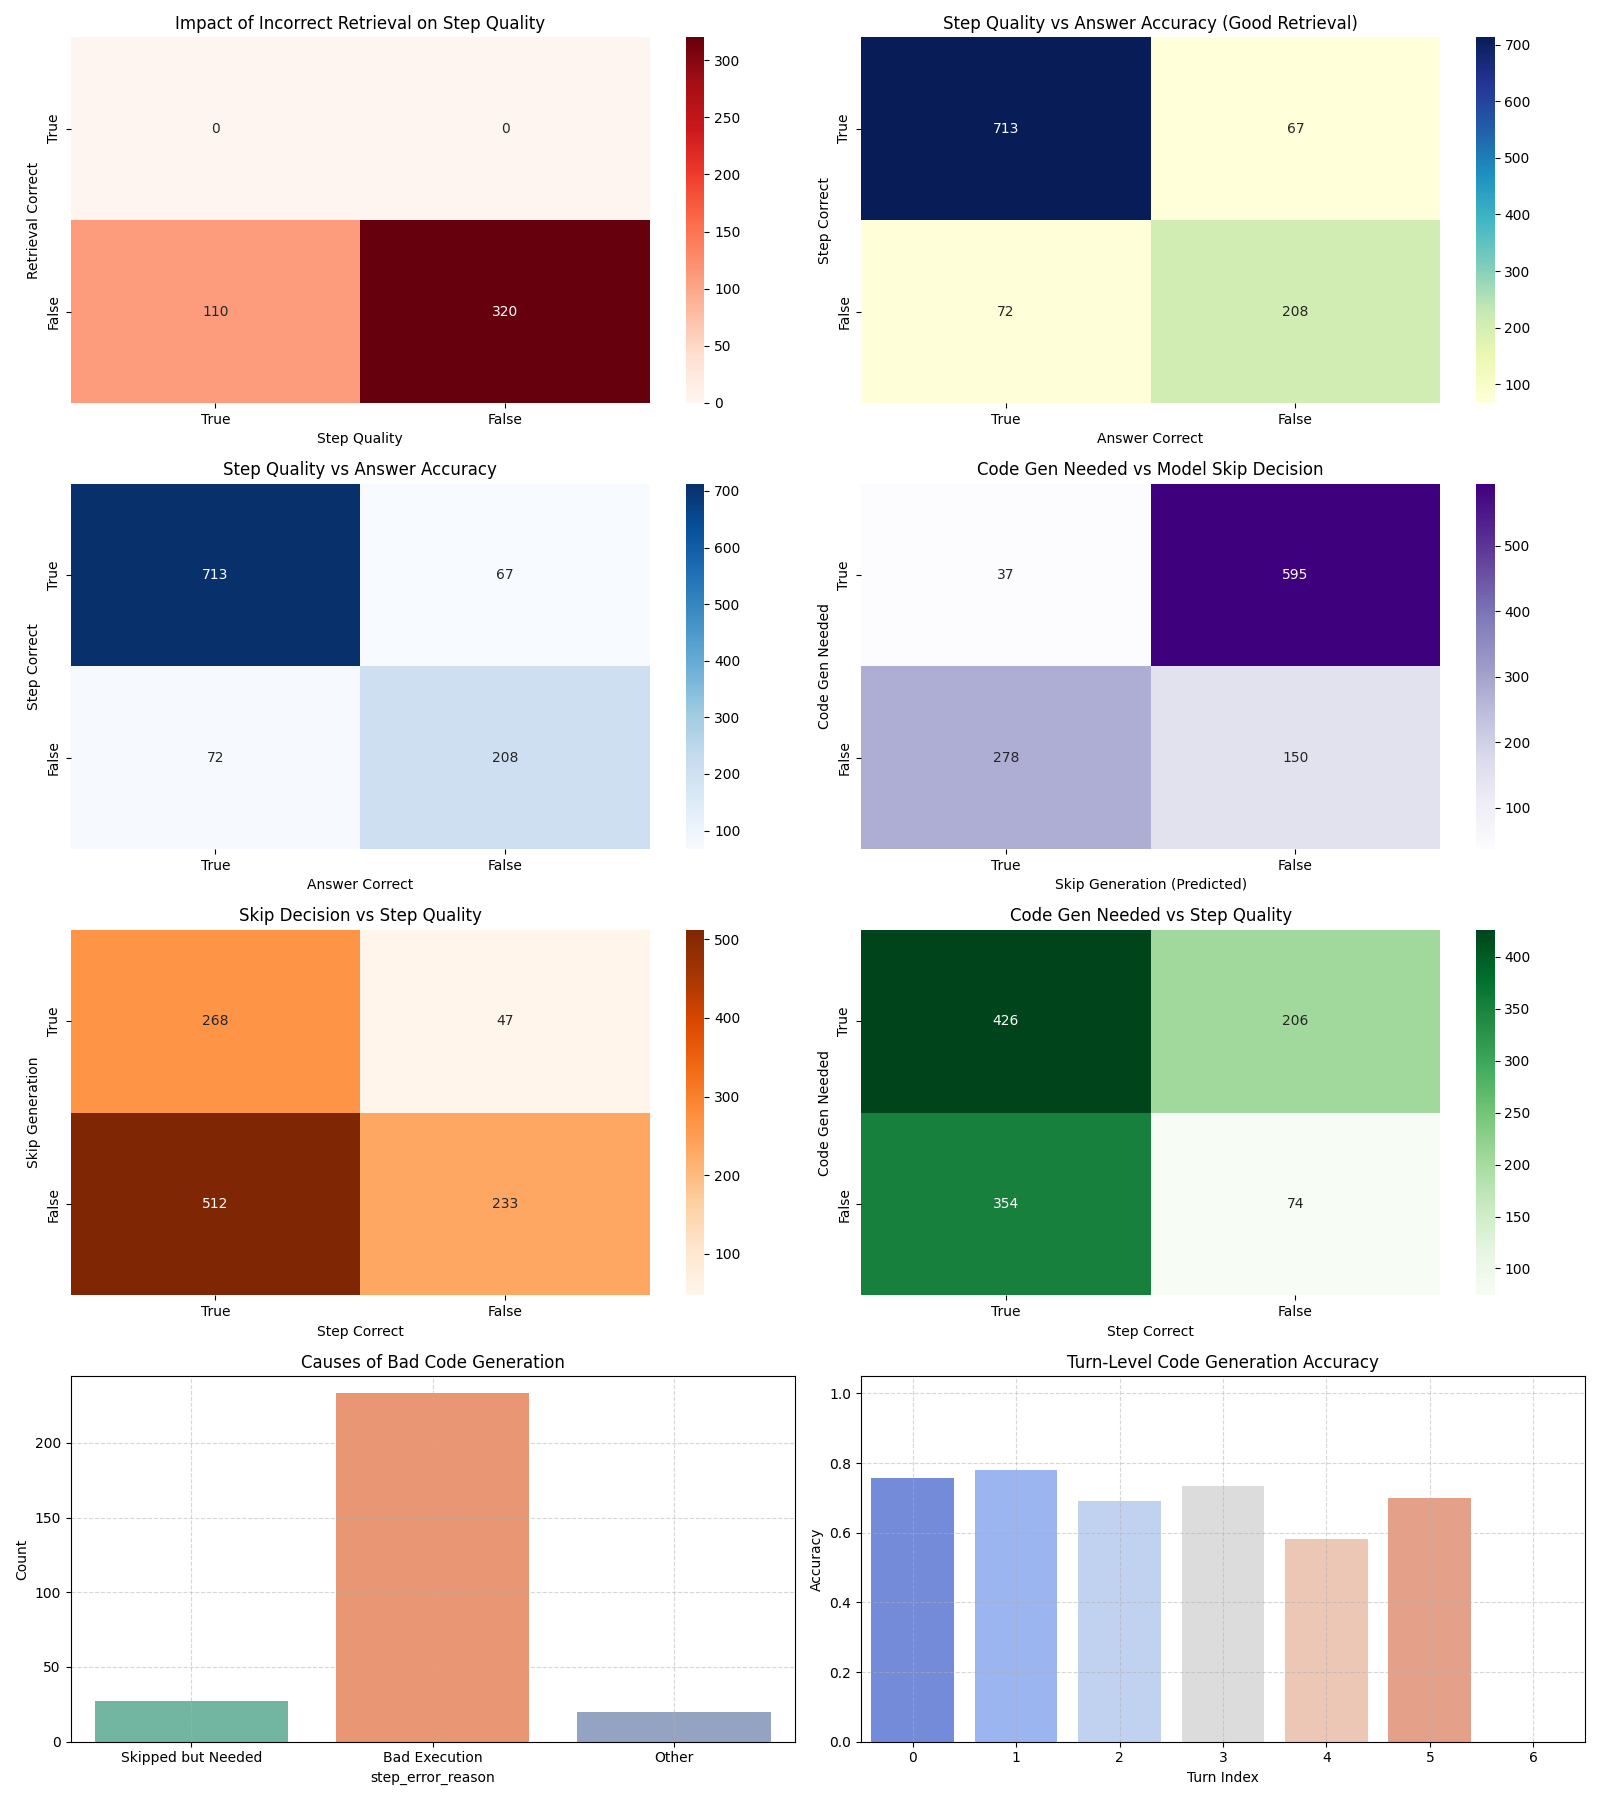 Impact of Incorrect Retrieval on Step Quality
Retrieval Correct
True
False
0 0
110 320
True False
Step Quality
300
250
200
150
100
50
0
Step Quality vs Answer Accuracy (Good Retrieval)
Step Correct
True
False
713 67
72 208
True False
Answer Correct
700
600
500
400
300
200
100
Step Quality vs Answer Accuracy
Step Correct
True
False
713 67
72 208
True False
Answer Correct
700
600
500
400
300
200
100
Code Gen Needed vs Model Skip Decision
Code Gen Needed
True
False
37 595
278 150
True False
Skip Generation (Predicted)
500
400
300
200
100
Skip Decision vs Step Quality
Skip Generation
True
False
268 47
512 233
True False
Step Correct
500
400
300
200
100
Code Gen Needed vs Step Quality
Code Gen Needed
True
False
426 206
354 74
True False
Step Correct
400
350
300
250
200
150
100
Causes of Bad Code Generation
Count
200
150
100
50
0
Skipped but Needed Bad Execution Other
step_error_reason
Turn-Level Code Generation Accuracy
Accuracy
1.0
0.8
0.6
0.4
0.2
0.0
0 1 2 3 4 5 6
Turn Index